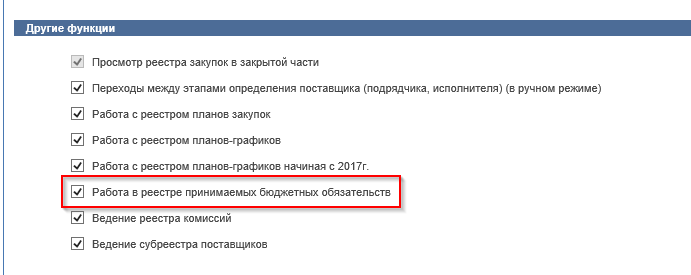 Другие функции
Просмотр реестра закупок в закрытой части
Переходы между этапами определения поставщика (подрядчика, исполнителя) (в ручном режиме)
Работа с реестром планов закупок
Работа с реестром планов-графиков
Работа с реестром планов-графиков начиная с 2017г.
Работа в реестре принимаемых бюджетных обязательств
Ведение реестра комиссий
Ведение субреестра поставщиков